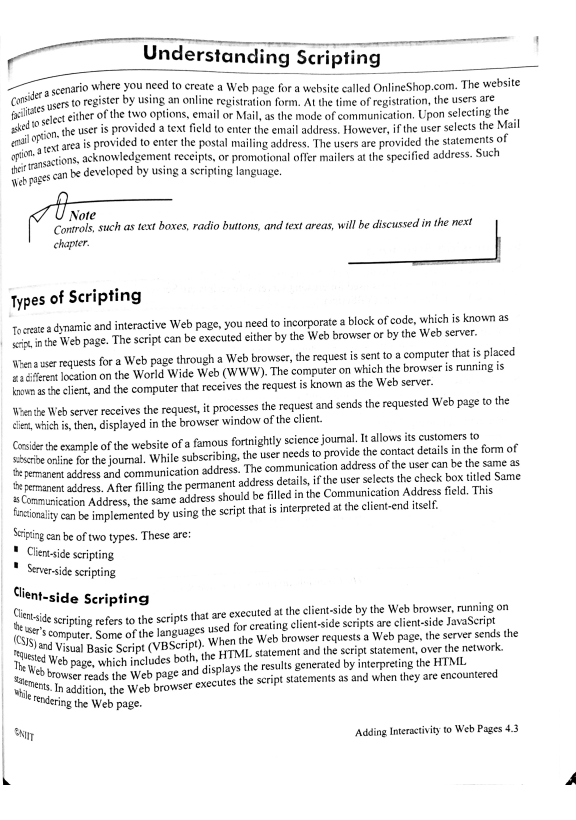 Understanding Scripting
Consider a scenario where you need to create a Web page for a website called OnlineShop.com. The website
facilitates users to register by using an online registration form. At the time of registration, the users are
asked to select either of the two options, email or Mail, as the mode of communication. Upon selecting the
email option, the user is provided a text field to enter the email address. However, if the user selects the Mail
option, a text area is provided to enter the postal mailing address. The users are provided the statements of
their transactions, acknowledgement receipts, or promotional offer mailers at the specified address. Such
Web pages can be developed by using a scripting language.
Note
Controls, such as text boxes, radio buttons, and text areas, will be discussed in the next
chapter.
Types of Scripting
To create a dynamic and interactive Web page, you need to incorporate a block of code, which is known as
script, in the Web page. The script can be executed either by the Web browser or by the Web server.
When a user requests for a Web page through a Web browser, the request is sent to a computer that is placed
at a different location on the World Wide Web (WWW). The computer on which the browser is running is
known as the client, and the computer that receives the request is known as the Web server.
When the Web server receives the request, it processes the request and sends the requested Web page to the
client, which is, then, displayed in the browser window of the client.
Consider the example of the website of a famous fortnightly science journal. It allows its customers to
subscribe online for the journal. While subscribing, the user needs to provide the contact details in the form of
the permanent address and communication address. The communication address of the user can be the same as
the permanent address. After filling the permanent address details, if the user selects the check box titled Same
as Communication Address, the same address should be filled in the Communication Address field. This
functionality can be implemented by using the script that is interpreted at the client-end itself.
Scripting can be of two types. These are:
▪ Client-side scripting
▪ Server-side scripting
Client-side Scripting
Client-side scripting refers to the scripts that are executed at the client-side by the Web browser, running on
the user's computer. Some of the languages used for creating client-side scripts are client-side JavaScript
(CSJS) and Visual Basic Script (VBScript). When the Web browser requests a Web page, the server sends the
requested Web page, which includes both, the HTML statement and the script statement, over the network.
The Web browser reads the Web page and displays the results generated by interpreting the HTML
statements. In addition, the Web browser executes the script statements as and when they are encountered
while rendering the Web page.
©NIIT
Adding Interactivity to Web Pages 4.3